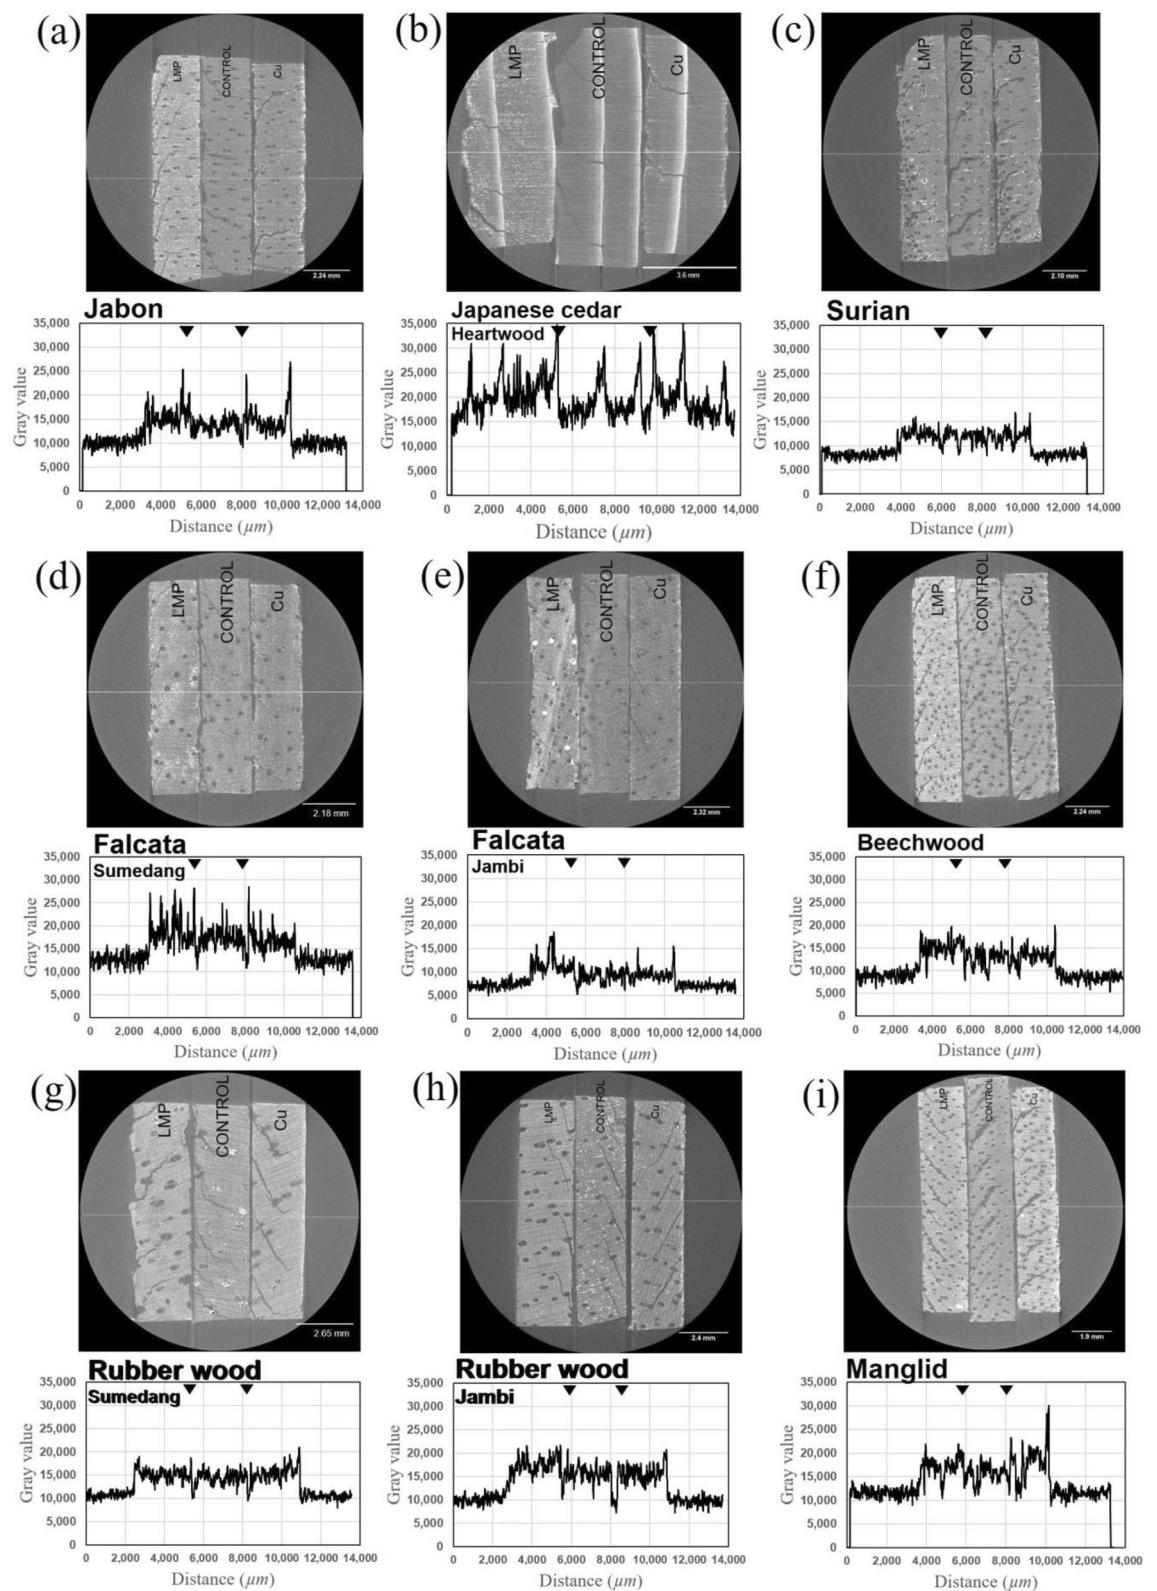 (a)
LMP
CONTROL
Cu
2.24 mm
Jabon
35,000
30,000
25,000
20,000
15,000
10,000
5,000
0
Gray value
0 2,000 4,000 6,000 8,000 10,000 12,000 14,000
Distance (µm)
(b)
LMP
CONTROL
Cu
3.6 mm
Japanese cedar
Heartwood
35,000
30,000
25,000
20,000
15,000
10,000
5,000
0
Gray value
0 2,000 4,000 6,000 8,000 10,000 12,000 14,000
Distance (µm)
(c)
LMP
CONTROL
Cu
2.10 mm
Surian
35,000
30,000
25,000
20,000
15,000
10,000
5,000
0
Gray value
0 2,000 4,000 6,000 8,000 10,000 12,000 14,000
Distance (µm)
(d)
LMP
CONTROL
Cu
2.18 mm
Falcata
Sumedang
35,000
30,000
25,000
20,000
15,000
10,000
5,000
0
Gray value
0 2,000 4,000 6,000 8,000 10,000 12,000 14,000
Distance (µm)
(e)
LMP
CONTROL
Cu
2.32 mm
Falcata
Jambi
35,000
30,000
25,000
20,000
15,000
10,000
5,000
0
Gray value
0 2,000 4,000 6,000 8,000 10,000 12,000 14,000
Distance (µm)
(f)
LMP
CONTROL
Cu
2.24 mm
Beechwood
35,000
30,000
25,000
20,000
15,000
10,000
5,000
0
Gray value
0 2,000 4,000 6,000 8,000 10,000 12,000 14,000
Distance (µm)
(g)
LMP
CONTROL
Cu
2.65 mm
Rubber wood
Sumedang
35,000
30,000
25,000
20,000
15,000
10,000
5,000
0
Gray value
0 2,000 4,000 6,000 8,000 10,000 12,000 14,000
Distance (µm)
(h)
LMP
CONTROL
Cu
2.4 mm
Rubber wood
Jambi
35,000
30,000
25,000
20,000
15,000
10,000
5,000
0
Gray value
0 2,000 4,000 6,000 8,000 10,000 12,000 14,000
Distance (µm)
(i)
LMP
CONTROL
Cu
1.9 mm
Manglid
35,000
30,000
25,000
20,000
15,000
10,000
5,000
0
Gray value
0 2,000 4,000 6,000 8,000 10,000 12,000 14,000
Distance (µm)